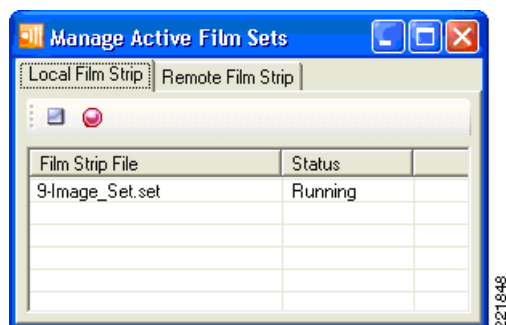 Manage Active Film Sets
Local Film Strip Remote Film Strip
Film Strip File Status
9-Image_Set.set Running
221848